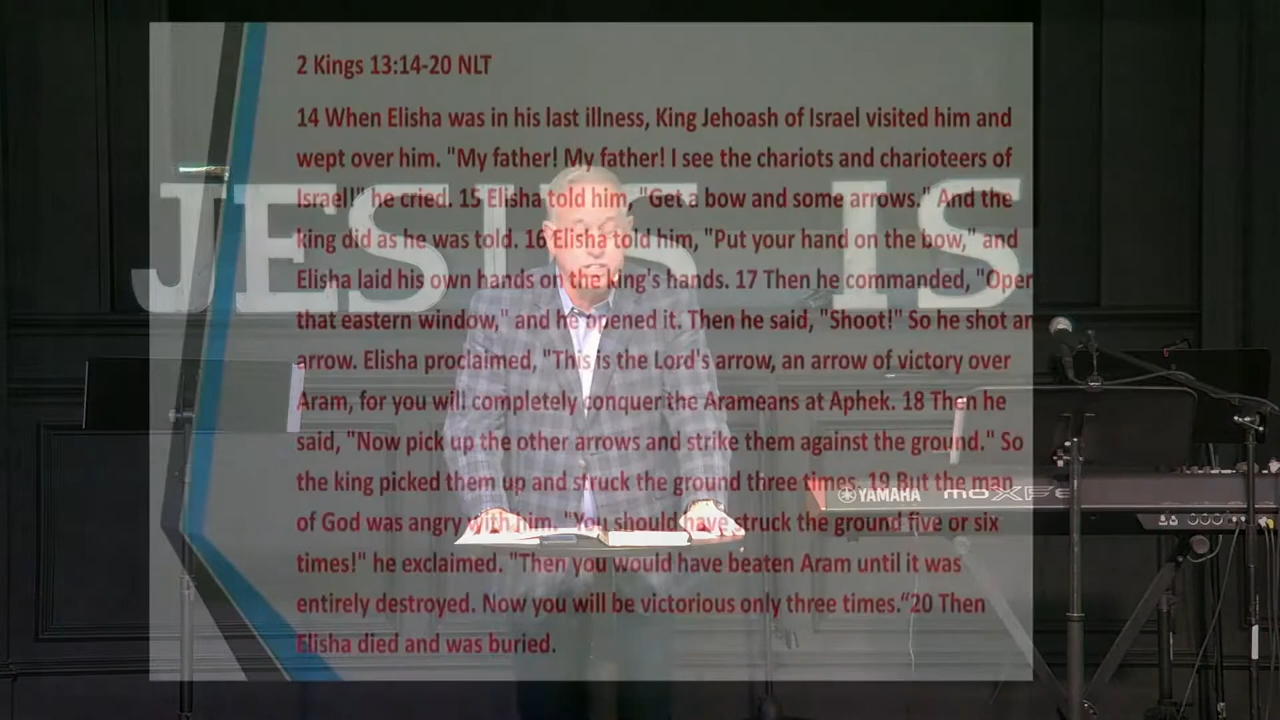 2 Kings 13:14-20 NLT
14 When Elisha was in his last illness, King Jehoash of Israel visited him and
wept over him. "My father! My father! I see the chariots and charioteers of
Israel!" he cried. 15 Elisha told him, "Get a bow and some arrows." And the
king did as he was told. 16 Elisha told him, "Put your hand on the bow," and
Elisha laid his own hands on the king's hands. 17 Then he commanded, "Open
that eastern window," and he opened it. Then he said, "Shoot!" So he shot an
arrow. Elisha proclaimed, "This is the Lord's arrow, an arrow of victory over
Aram, for you will completely conquer the Arameans at Aphek. 18 Then he
said, "Now pick up the other arrows and strike them against the ground." So
the king picked them up and struck the ground three times. 19 But the man
of God was angry with him. "You should have struck the ground five or six
times!" he exclaimed. "Then you would have beaten Aram until it was
entirely destroyed. Now you will be victorious only three times."20 Then
Elisha died and was buried.
JESUS IS
YAMAHA MOXF8